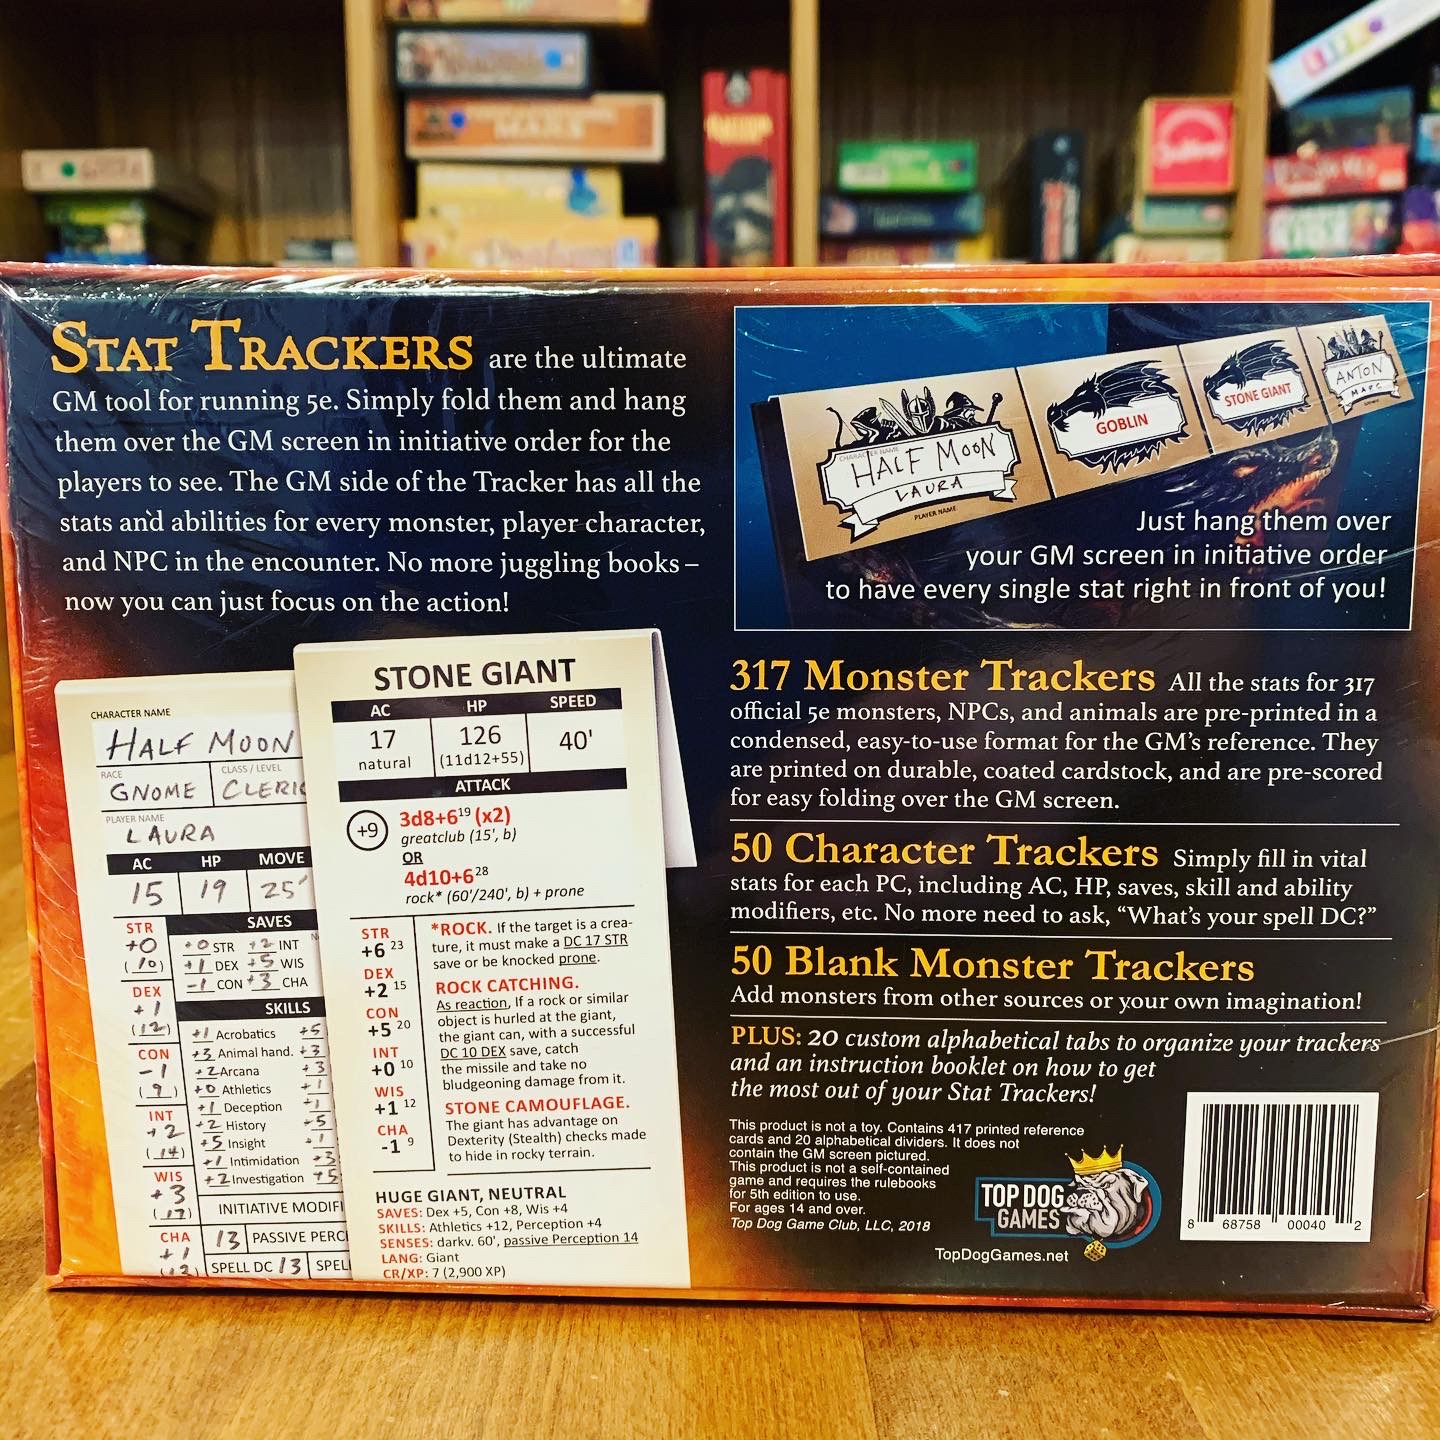 STAT TRACKERS are the ultimate
GM tool for running 5e. Simply fold them and hang
them over the GM screen in initiative order for the
players to see. The GM side of the Tracker has all the
stats and abilities for every monster, player character,
and NPC in the encounter. No more juggling books –
now you can just focus on the action!
CHARACTER NAME
HALF MOON
LAURA
PLAYER NAME
GOBLIN
STONE GIANT
ANTON
MARC
Just hang them over
your GM screen in initiative order
to have every single stat right in front of you!
CHARACTER NAME
HALF MOON
RACE
CLASS / LEVEL
GNOME
CLERIC
PLAYER NAME
LAURA
AC HP MOVE
15 19 25'
STR
+0
(10)
DEX
+1
(12)
CON
-1
(9)
INT
+2
(14)
WIS
+3
(17)
CHA
+1
SAVES
+0 STR +2 INT
+1 DEX +5 WIS
-1 CON +3 CHA
SKILLS
+1 Acrobatics +5
+3 Animal hand. +3
+2 Arcana +3
+0 Athletics +1
+1 Deception +1
+2 History +5
+5 Insight +1
+1 Intimidation +3
+2 Investigation +5
INITIATIVE MODIFI
13 PASSIVE PERC
SPELL DC 13 SPEL
STONE GIANT
AC HP SPEED
17 126 40'
natural (11d12+55)
ATTACK
+9 3d8+6 19 (x2)
greatclub (15', b)
OR
4d10+6 28
rock* (60'/240', b) + prone
STR
+6 23
DEX
+2 15
CON
+5 20
INT
+0 10
WIS
+1 12
CHA
-1 9
*ROCK. If the target is a crea-
ture, it must make a DC 17 STR
save or be knocked prone.
ROCK CATCHING.
As reaction, If a rock or similar
object is hurled at the giant,
the giant can, with a successful
DC 10 DEX save, catch
the missile and take no
bludgeoning damage from it.
STONE CAMOUFLAGE.
The giant has advantage on
Dexterity (Stealth) checks made
to hide in rocky terrain.
HUGE GIANT, NEUTRAL
SAVES: Dex +5, Con +8, Wis +4
SKILLS: Athletics +12, Perception +4
SENSES: darkv. 60', passive Perception 14
LANG: Giant
CR/XP: 7 (2,900 XP)
317 Monster Trackers All the stats for 317
official 5e monsters, NPCs, and animals are pre-printed in a
condensed, easy-to-use format for the GM's reference. They
are printed on durable, coated cardstock, and are pre-scored
for easy folding over the GM screen.
50 Character Trackers Simply fill in vital
stats for each PC, including AC, HP, saves, skill and ability
modifiers, etc. No more need to ask, “What's your spell DC?”
50 Blank Monster Trackers
Add monsters from other sources or your own imagination!
PLUS: 20 custom alphabetical tabs to organize your trackers
and an instruction booklet on how to get
the most out of your Stat Trackers!
This product is not a toy. Contains 417 printed reference
cards and 20 alphabetical dividers. It does not
contain the GM screen pictured.
This product is not a self-contained
game and requires the rulebooks
for 5th edition to use.
For ages 14 and over.
Top Dog Game Club, LLC, 2018
TOP DOG
GAMES
TopDogGames.net
8 68758 00040 2